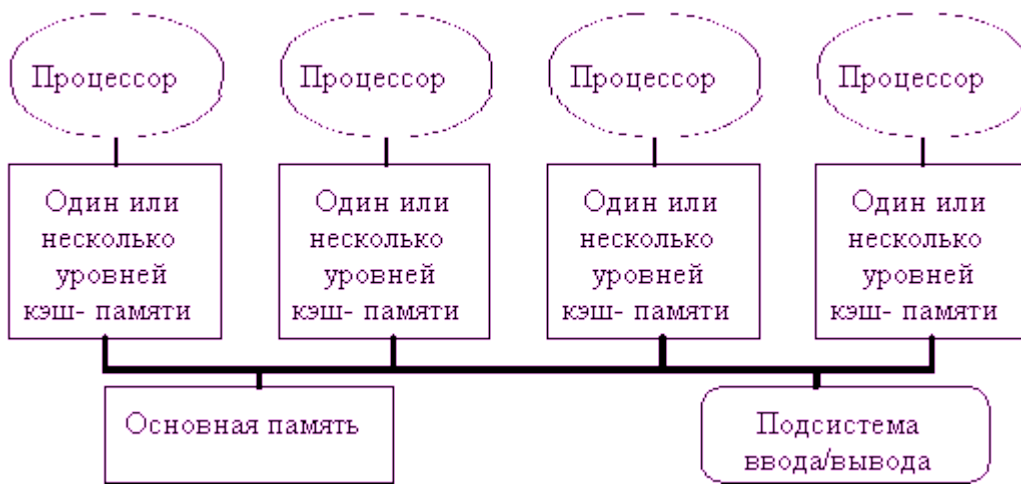 Процессор
Процессор
Процессор
Процессор
Один или
несколько
уровней
кэш- памяти
Один или
несколько
уровней
кэш- памяти
Один или
несколько
уровней
кэш- памяти
Один или
несколько
уровней
кэш- памяти
Основная память
Подсистема
ввода/вывода